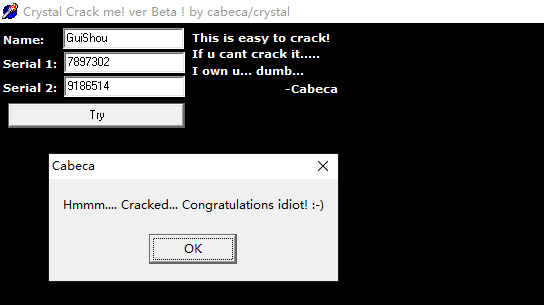 Crystal Crack me! ver Beta ! by cabeca/crystal
Name: GuiShou
Serial 1: 7897302
Serial 2: 9186514
Try
This is easy to crack!
If u cant crack it.....
I own u... dumb...
-Cabeca
Cabeca
Hmmm.... Cracked... Congratulations idiot! :-)
OK